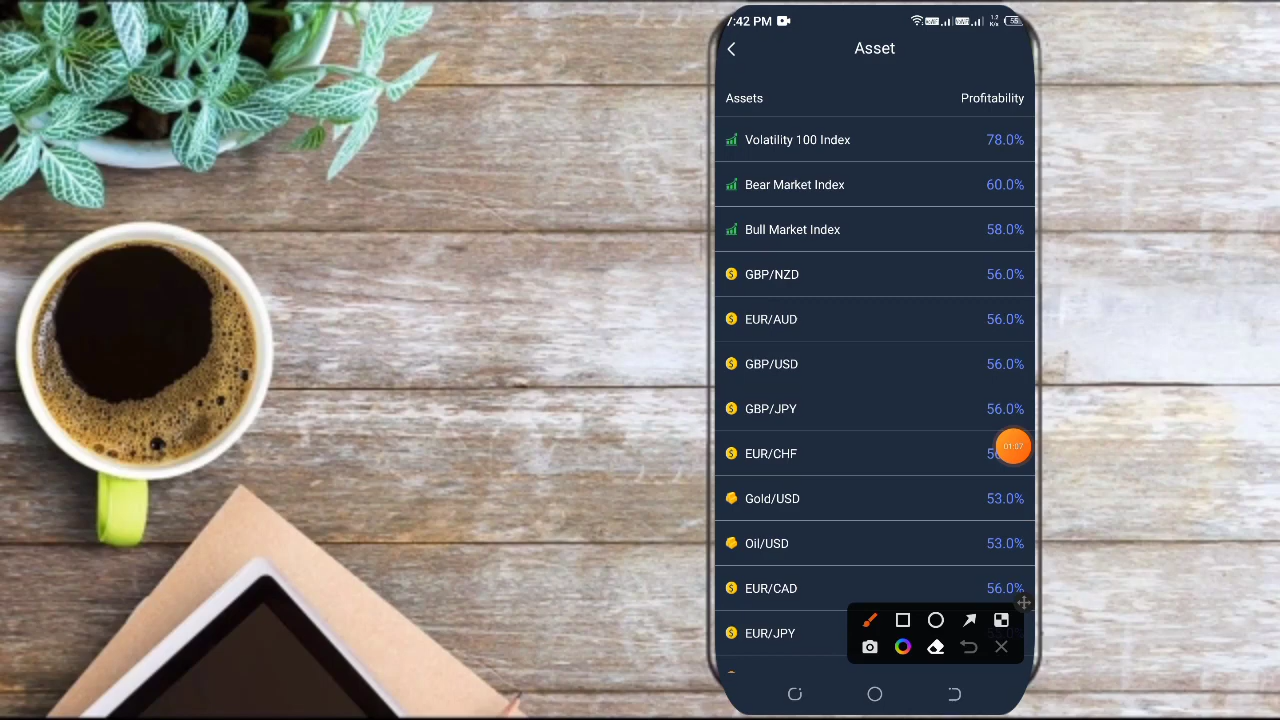 7:42 PM
Asset
Assets Profitability
Volatility 100 Index 78.0%
Bear Market Index 60.0%
Bull Market Index 58.0%
GBP/NZD 56.0%
EUR/AUD 56.0%
GBP/USD 56.0%
GBP/JPY 56.0%
01:07
EUR/CHF
Gold/USD 53.0%
Oil/USD 53.0%
EUR/CAD 56.0%
EUR/JPY